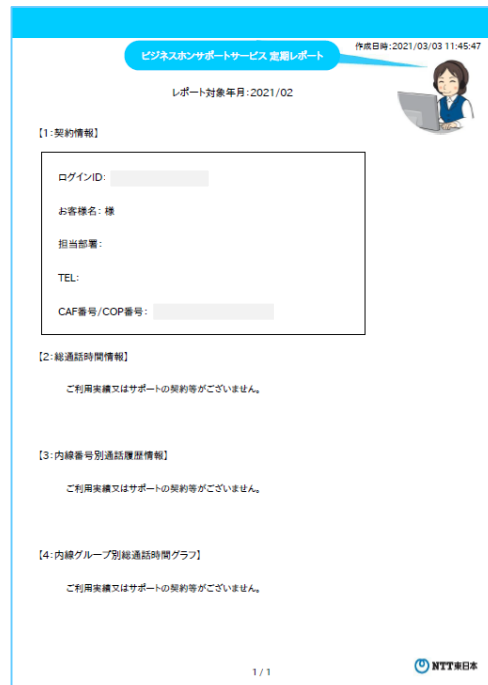 作成日時:2021/03/03 11:45:47
ビジネスホンサポートサービス 定期レポート
レポート対象年月:2021/02
【1:契約情報】
ログインID:
お客様名: 様
担当部署:
TEL:
CAF番号/COP番号:
【2:総通話時間情報】
ご利用実績又はサポートの契約等がございません。
【3:内線番号別通話履歴情報】
ご利用実績又はサポートの契約等がございません。
【4:内線グループ別総通話時間グラフ】
ご利用実績又はサポートの契約等がございません。
1 / 1
NTT東日本